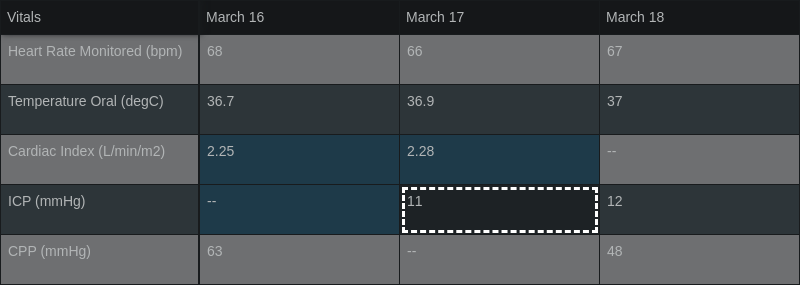 Vitals March 16 March 17 March 18
Heart Rate Monitored (bpm) 68 66 67
Temperature Oral (degC) 36.7 36.9 37
Cardiac Index (L/min/m2) 2.25 2.28 --
ICP (mmHg) -- 11 12
CPP (mmHg) 63 -- 48